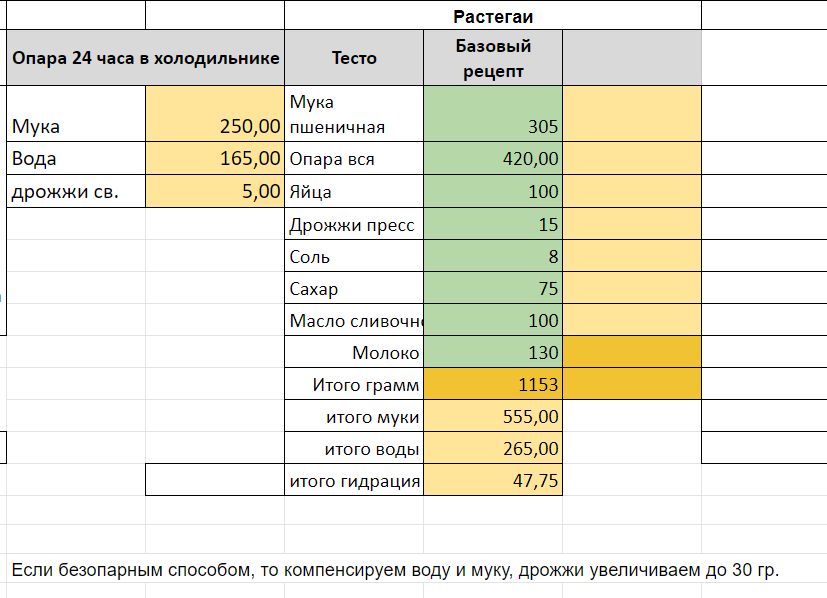 Растегаи
Опара 24 часа в холодильнике Тесто Базовый
рецепт
Мука 250,00 Мука
пшеничная 305
Вода 165,00 Опара вся 420,00
дрожжи св. 5,00 Яйца 100
Дрожжи пресс 15
Соль 8
Сахар 75
Масло сливочн 100
Молоко 130
Итого грамм 1153
итого муки 555,00
итого воды 265,00
итого гидрация 47,75
Если безопарным способом, то компенсируем воду и муку, дрожжи увеличиваем до 30 гр.